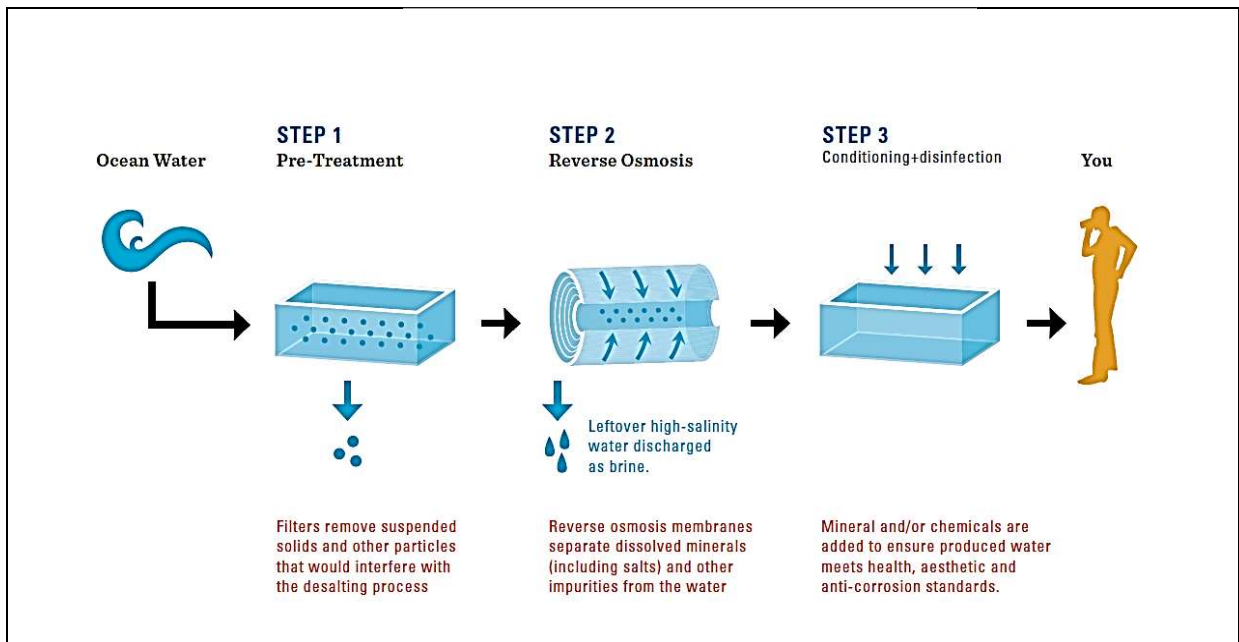 Ocean Water
STEP 1
Pre-Treatment
STEP 2
Reverse Osmosis
STEP 3
Conditioning+disinfection
You
Leftover high-salinity
water discharged
as brine.
Filters remove suspended
solids and other particles
that would interfere with
the desalting process
Reverse osmosis membranes
separate dissolved minerals
(including salts) and other
impurities from the water
Mineral and/or chemicals are
added to ensure produced water
meets health, aesthetic and
anti-corrosion standards.